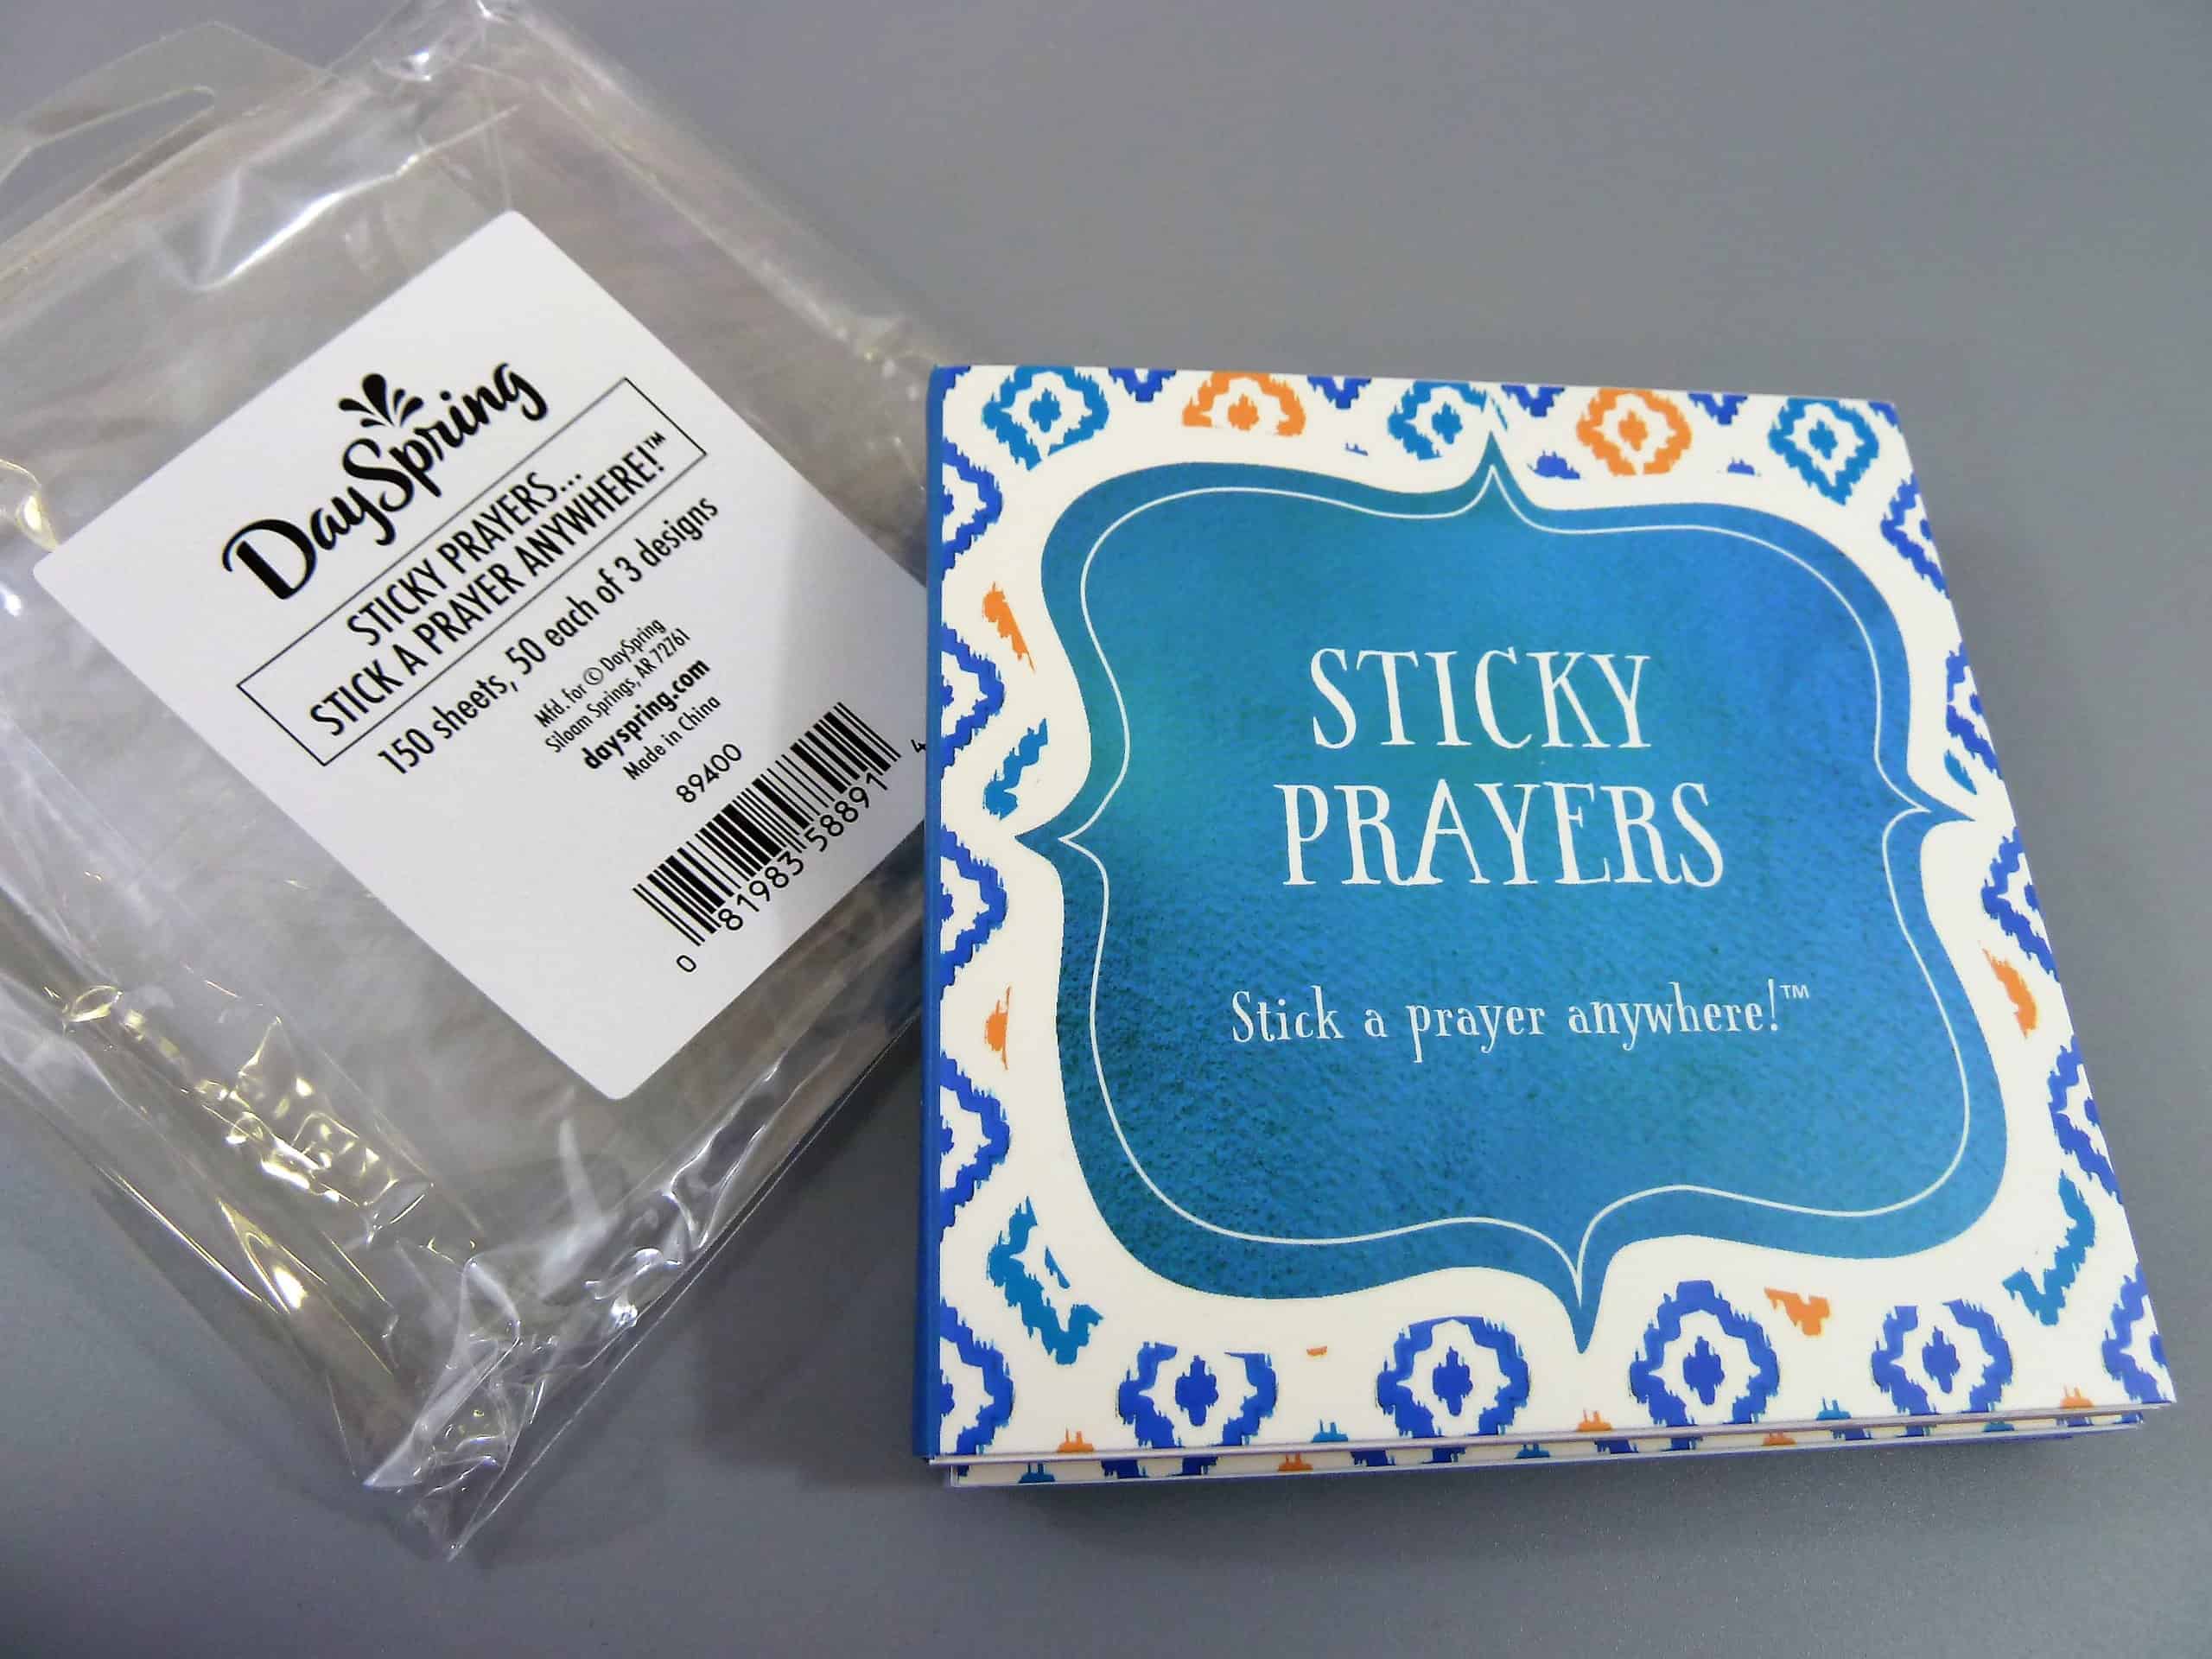 DaySpring
STICKY PRAYERS...
STICK A PRAYER ANYWHERE!™
150 sheets, 50 each of 3 designs
Mfd. for © DaySpring
Siloam Springs, AR 72761
dayspring.com
Made in China
89400
0 81983 58891 4
STICKY
PRAYERS
Stick a prayer anywhere!™